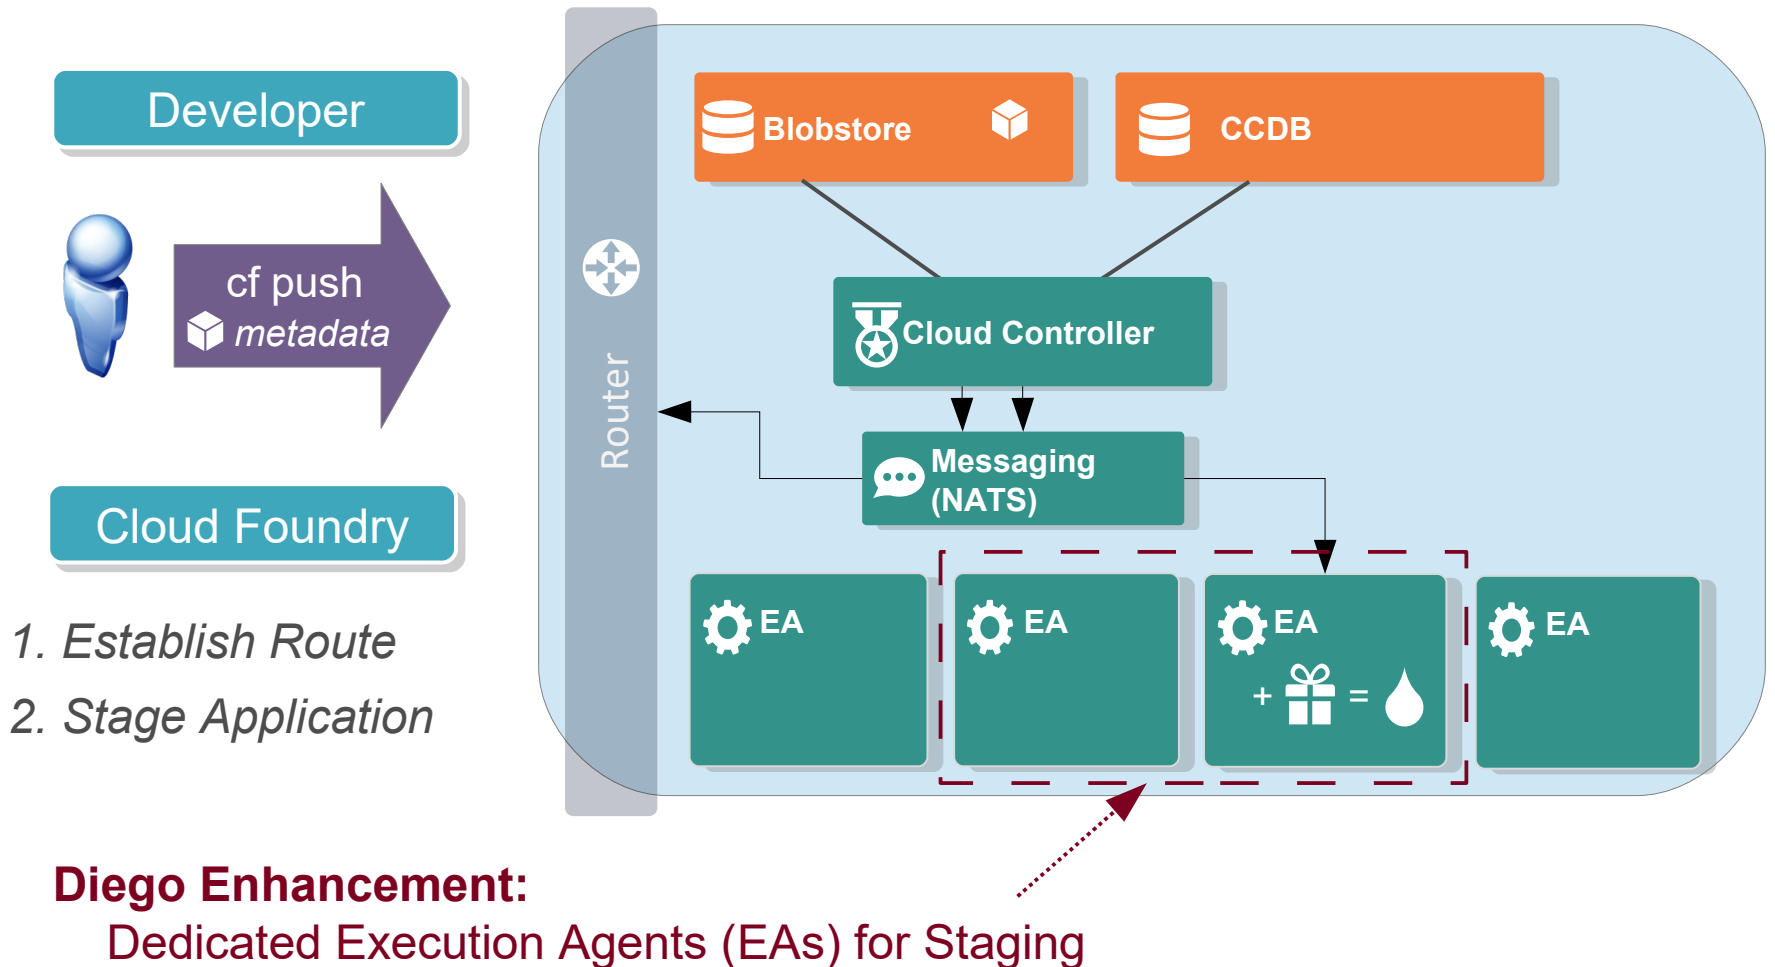 Developer
cf push
metadata
Cloud Foundry
1. Establish Route
2. Stage Application
Router
Blobstore
CCDB
Cloud Controller
Messaging
(NATS)
EA
EA
EA
+ =
EA
Diego Enhancement:
Dedicated Execution Agents (EAs) for Staging